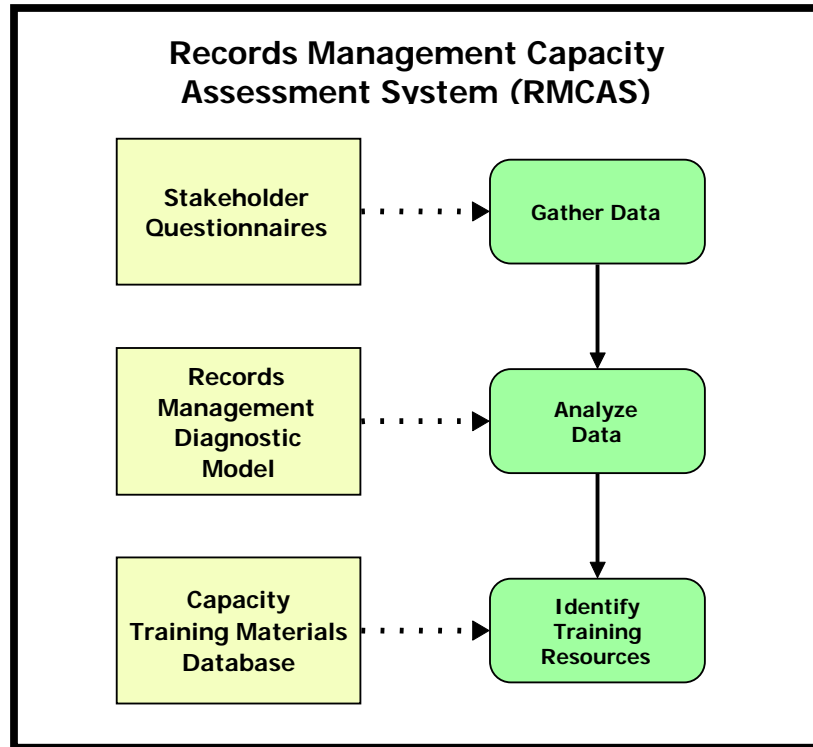 Records Management Capacity
Assessment System (RMCAS)
Stakeholder
Questionnaires
Gather Data
Records
Management
Diagnostic
Model
Analyze
Data
Capacity
Training Materials
Database
Identify
Training
Resources